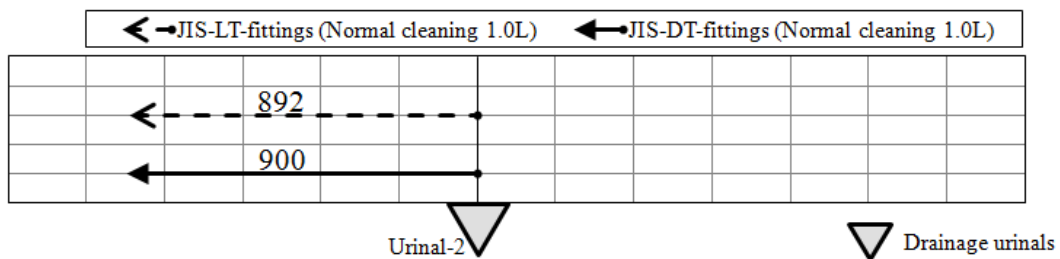 JIS-LT-fittings (Normal cleaning 1.0L) JIS-DT-fittings (Normal cleaning 1.0L)
892
900
Urinal-2
Drainage urinals